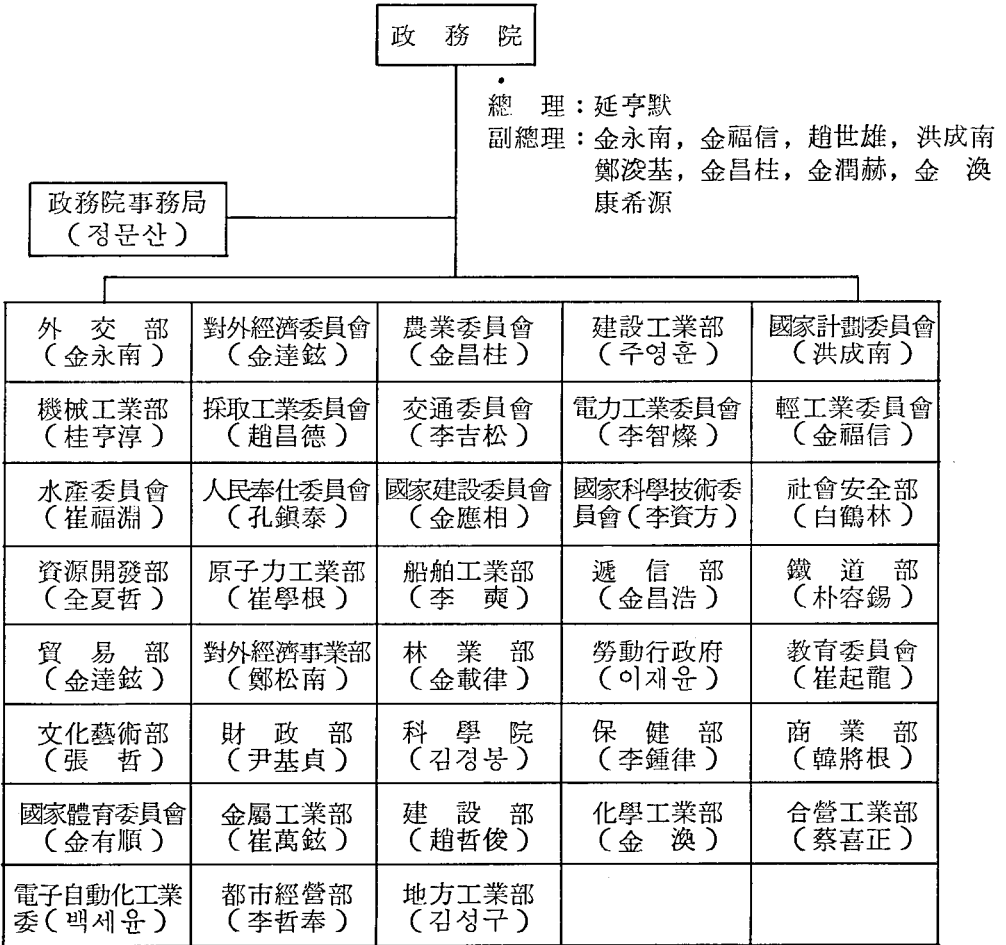 政務院
總理：延亨默
副總理：金永南，金福信，趙世雄，洪成南
鄭浚基，金昌柱，金潤赫，金渙
康希源
政務院事務局
（정문산）
外交部
（金永南）
對外經濟委員會
（金達鉉）
農業委員會
（金昌柱）
建設工業部
（주영훈）
國家計劃委員會
（洪成南）
機械工業部
（桂亨淳）
採取工業委員會
（趙昌德）
交通委員會
（李吉松）
電力工業委員會
（李智燦）
輕工業委員會
（金福信）
水產委員會
（崔福淵）
人民奉仕委員會
（孔鎭泰）
國家建設委員會
（金應相）
國家科學技術委
員會（李資方）
社會安全部
（白鶴林）
資源開發部
（全夏哲）
原子力工業部
（崔學根）
船舶工業部
（李奭）
遞信部
（金昌浩）
鐵道部
（朴容錫）
貿易部
（金達鉉）
對外經濟事業部
（鄭松南）
林業部
（金載律）
勞動行政府
（이재윤）
教育委員會
（崔起龍）
文化藝術部
（張哲）
財政部
（尹基貞）
科學院
（김경봉）
保健部
（李鍾律）
商業部
（韓將根）
國家體育委員會
（金有順）
金屬工業部
（崔萬鉉）
建設部
（趙哲俊）
化學工業部
（金渙）
合營工業部
（蔡喜正）
電子自動化工業
委（백세윤）
都市經營部
（李哲奉）
地方工業部
（김성구）